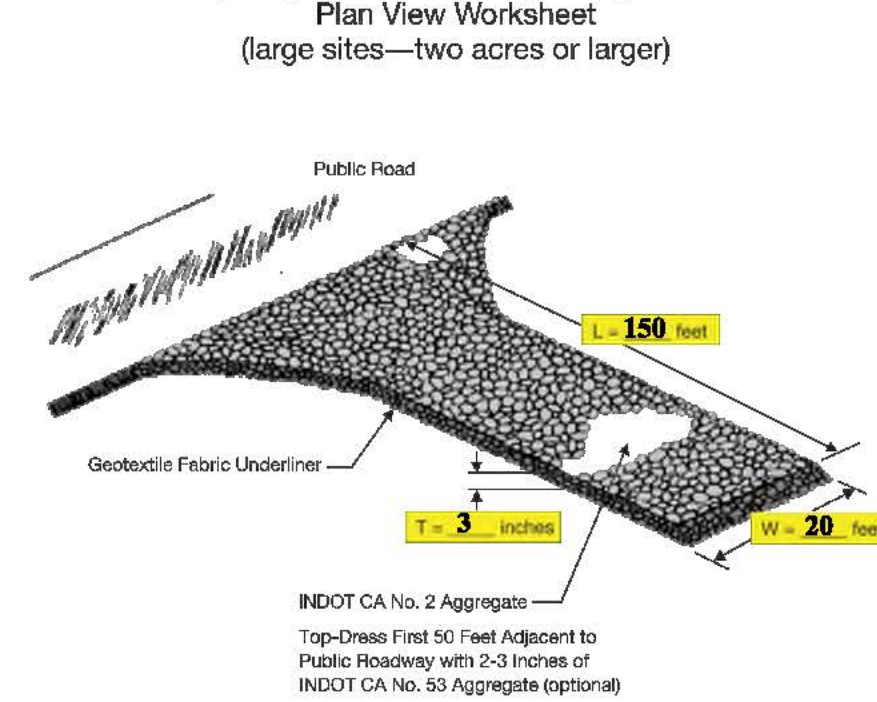 Plan View Worksheet
(large sites—two acres or larger)
Public Road
L = 150 feet
Geotextile Fabric Underliner
T = 3 inches
W = 20 fee
INDOT CA No. 2 Aggregate
Top-Dress First 50 Feet Adjacent to
Public Roadway with 2-3 Inches of
INDOT CA No. 53 Aggregate (optional)